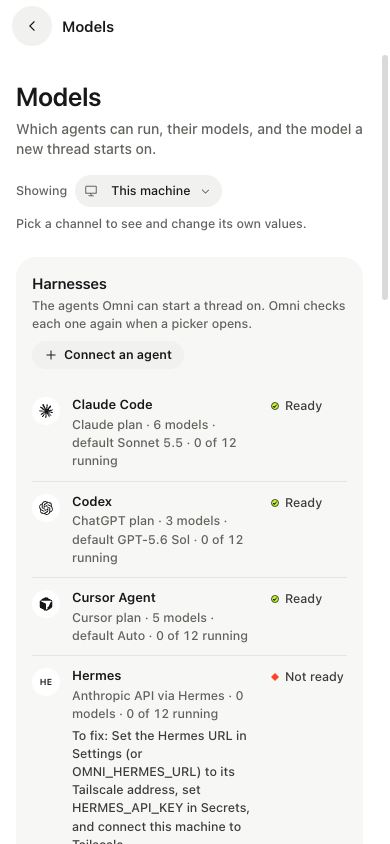 Models
Models
Which agents can run, their models, and the model a
new thread starts on.
Showing This machine
Pick a channel to see and change its own values.
Harnesses
The agents Omni can start a thread on. Omni checks
each one again when a picker opens.
+ Connect an agent
Claude Code Ready
Claude plan · 6 models ·
default Sonnet 5.5 · 0 of 12
running
Codex Ready
ChatGPT plan · 3 models ·
default GPT-5.6 Sol · 0 of 12
running
Cursor Agent Ready
Cursor plan · 5 models ·
default Auto · 0 of 12 running
HE Hermes Not ready
Anthropic API via Hermes · 0
models · 0 of 12 running
To fix: Set the Hermes URL in
Settings (or
OMNI_HERMES_URL) to its
Tailscale address, set
HERMES_API_KEY in Secrets,
and connect this machine to
Tailscale